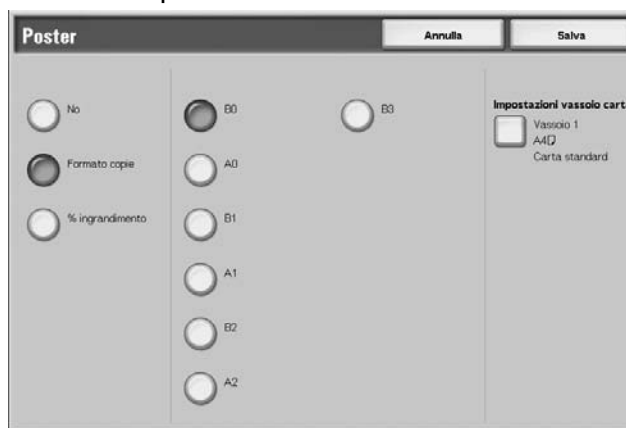 Poster
Annulla
Salva
No
Formato copie
% ingrandimento
B0
A0
B1
A1
B2
A2
B3
Impostazioni vassoio cart
Vassoio 1
A4
Carta standard